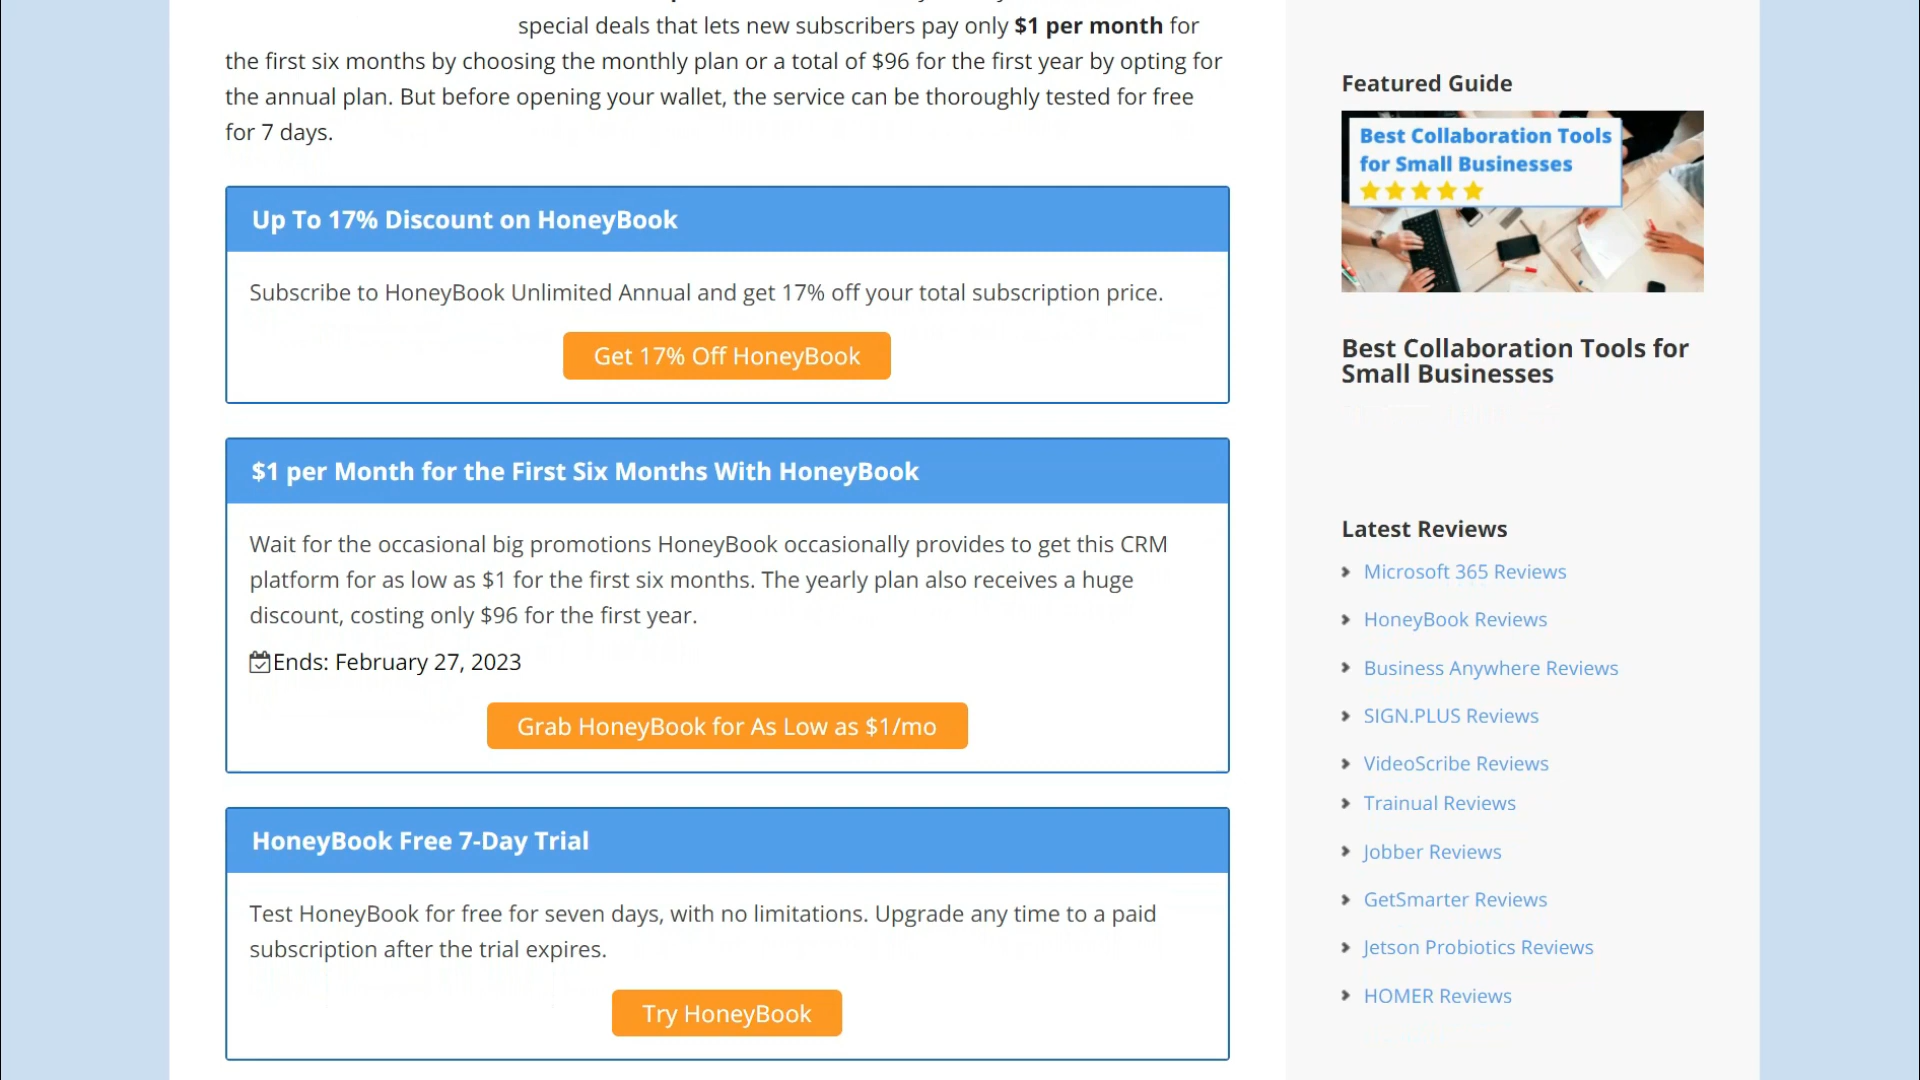 special deals that lets new subscribers pay only $1 per month for
the first six months by choosing the monthly plan or a total of $96 for the first year by opting for
the annual plan. But before opening your wallet, the service can be thoroughly tested for free
for 7 days.
Up To 17% Discount on HoneyBook
Subscribe to HoneyBook Unlimited Annual and get 17% off your total subscription price.
Get 17% Off HoneyBook
$1 per Month for the First Six Months With HoneyBook
Wait for the occasional big promotions HoneyBook occasionally provides to get this CRM
platform for as low as $1 for the first six months. The yearly plan also receives a huge
discount, costing only $96 for the first year.
Ends: February 27, 2023
Grab HoneyBook for As Low as $1/mo
HoneyBook Free 7-Day Trial
Test HoneyBook for free for seven days, with no limitations. Upgrade any time to a paid
subscription after the trial expires.
Try HoneyBook
Featured Guide
Best Collaboration Tools
for Small Businesses
Best Collaboration Tools for
Small Businesses
Latest Reviews
Microsoft 365 Reviews
HoneyBook Reviews
Business Anywhere Reviews
SIGN.PLUS Reviews
VideoScribe Reviews
Trainual Reviews
Jobber Reviews
GetSmarter Reviews
Jetson Probiotics Reviews
HOMER Reviews